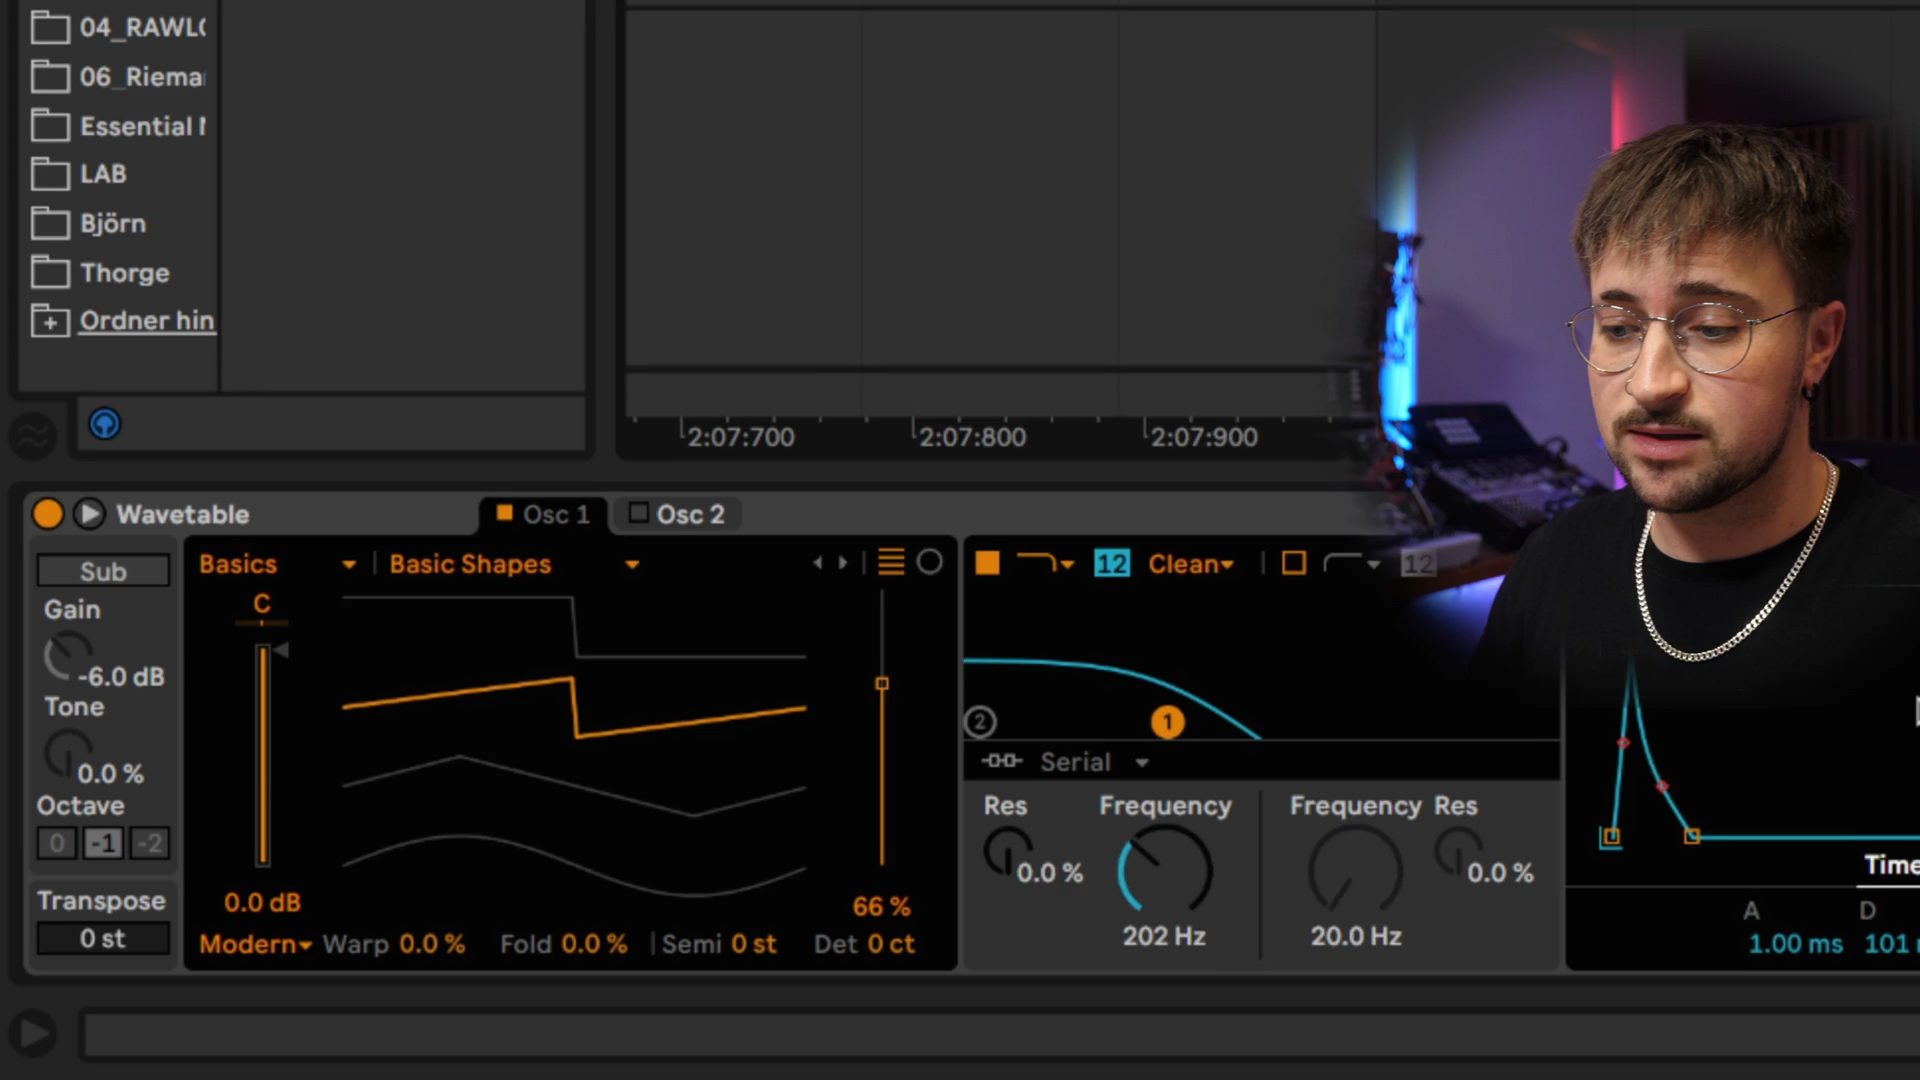 04_RAWL
06_Riema
Essential
LAB
Björn
Thorge
Ordner hin
2:07:700
2:07:800
2:07:900
Wavetable
Osc 1
Osc 2
Sub
Basics
Basic Shapes
12
Clean
12
Gain
C
-6.0 dB
Tone
2
1
0.0 %
Serial
Octave
Res
Frequency
Frequency
Res
0
-1
-2
0.0 %
0.0 %
Time
Transpose
0.0 dB
66 %
A
D
0 st
Modern
Warp 0.0 %
Fold 0.0 %
Semi 0 st
Det 0 ct
202 Hz
20.0 Hz
1.00 ms
101